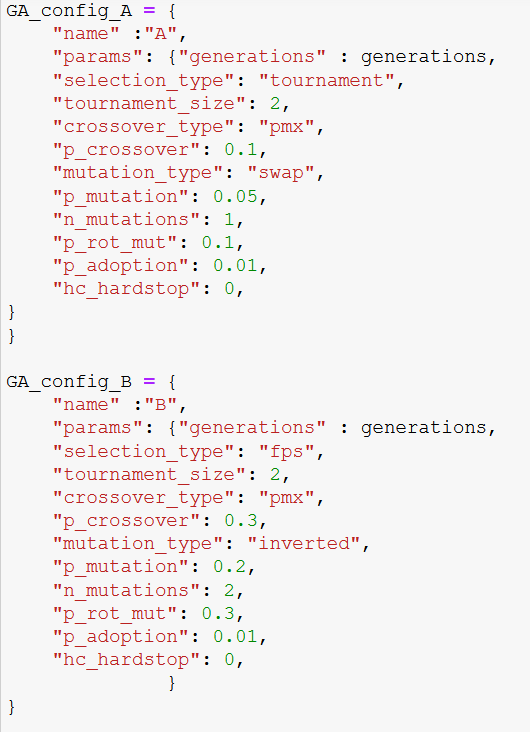 GA_config_A = {
    "name" :"A",
    "params": {"generations" : generations,
    "selection_type": "tournament",
    "tournament_size": 2,
    "crossover_type": "pmx",
    "p_crossover": 0.1,
    "mutation_type": "swap",
    "p_mutation": 0.05,
    "n_mutations": 1,
    "p_rot_mut": 0.1,
    "p_adoption": 0.01,
    "hc_hardstop": 0,
}
}

GA_config_B = {
    "name" :"B",
    "params": {"generations" : generations,
    "selection_type": "fps",
    "tournament_size": 2,
    "crossover_type": "pmx",
    "p_crossover": 0.3,
    "mutation_type": "inverted",
    "p_mutation": 0.2,
    "n_mutations": 2,
    "p_rot_mut": 0.3,
    "p_adoption": 0.01,
    "hc_hardstop": 0,
              }
}